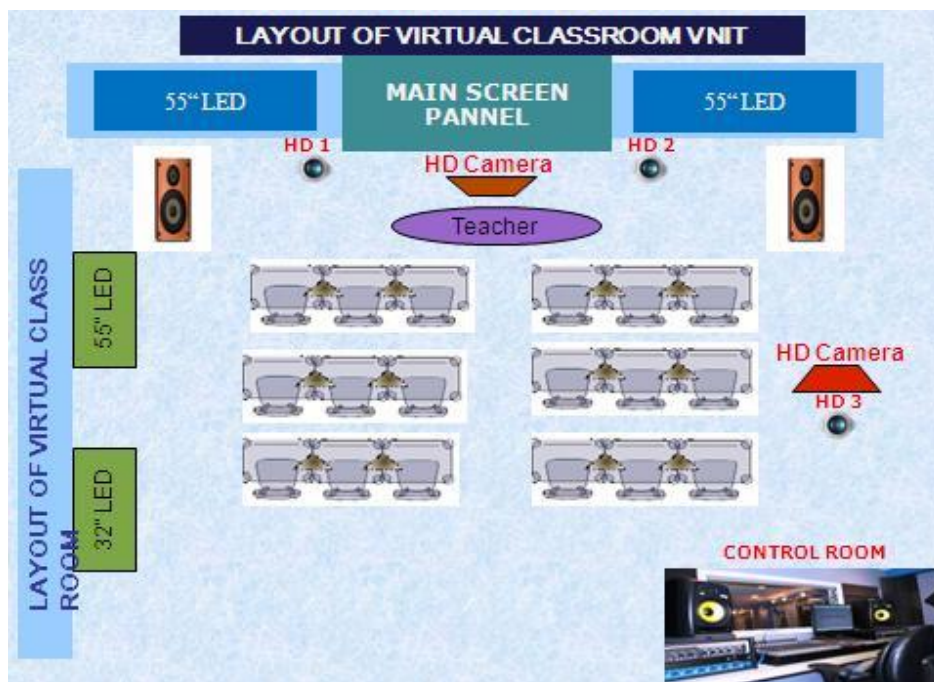 LAYOUT OF VIRTUAL CLASSROOM VNIT
55“ LED
MAIN SCREEN
PANNEL
55“ LED
HD 1
HD 2
HD Camera
Teacher
LAYOUT OF VIRTUAL CLASS
ROOM
55" LED
32" LED
HD Camera
HD 3
CONTROL ROOM